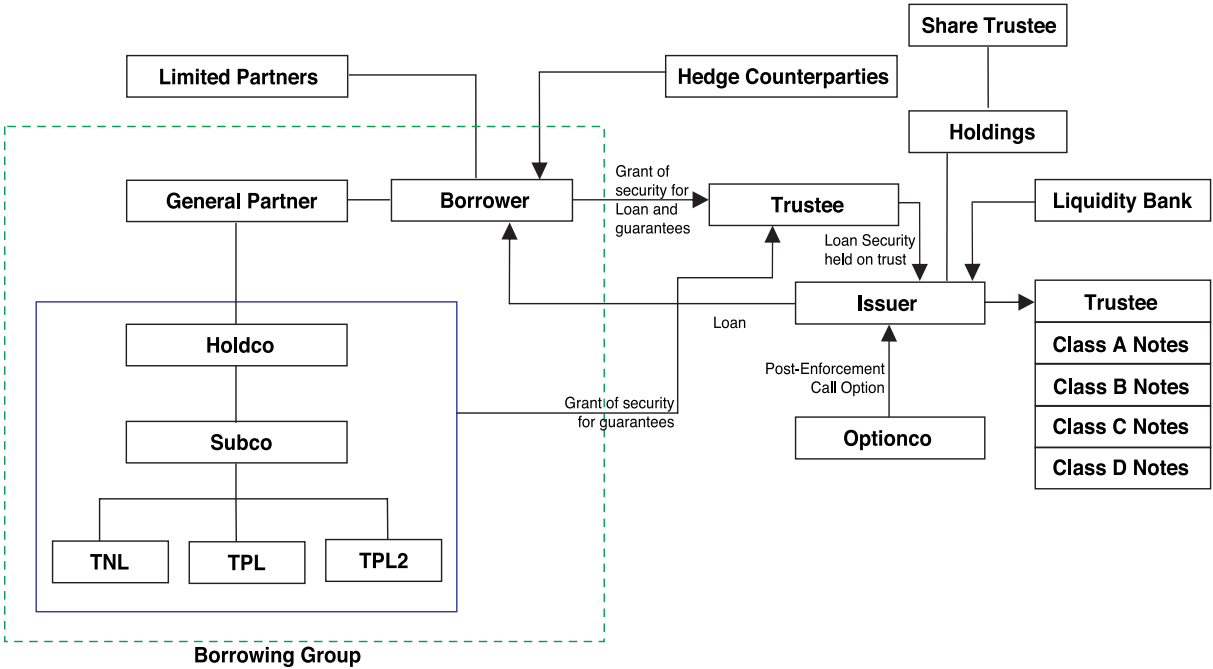 Share Trustee
Limited Partners
Hedge Counterparties
Holdings
General Partner
Borrower
Grant of
security for
Loan and
guarantees
Trustee
Liquidity Bank
Loan Security
held on trust
Issuer
Loan
Trustee
Class A Notes
Class B Notes
Class C Notes
Class D Notes
Holdco
Post-Enforcement
Call Option
Grant of security
for guarantees
Subco
Optionco
TNL
TPL
TPL2
Borrowing Group